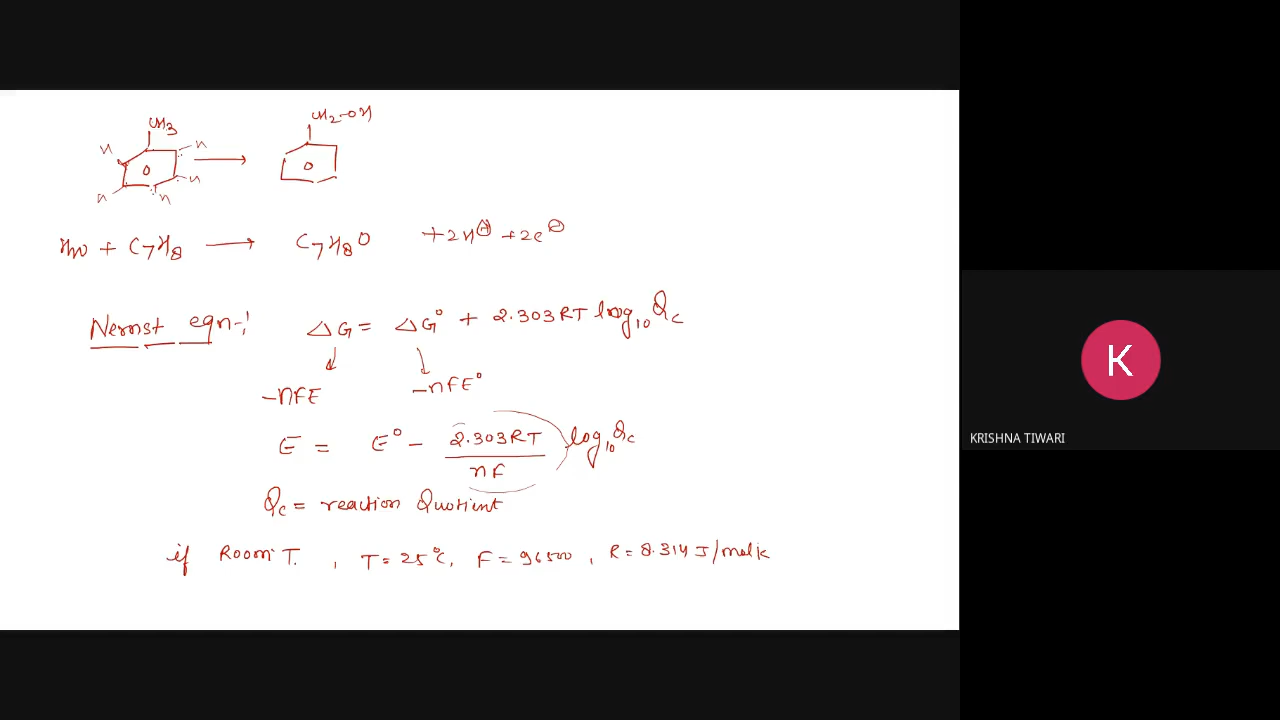 CH3
CH2-OH
H H H H H
H2O + C7H8 → C7H8O + 2H⊕ + 2e⊖
Nernst eqn-! ΔG = ΔG° + 2.303RT log10 Qc
-nFE -nFE°
E = E° - 2.303RT / nF log10 Qc
Qc = reaction Quotient
if Room T. , T = 25°C, F = 96500 , R = 8.314 J/mol k
K
KRISHNA TIWARI